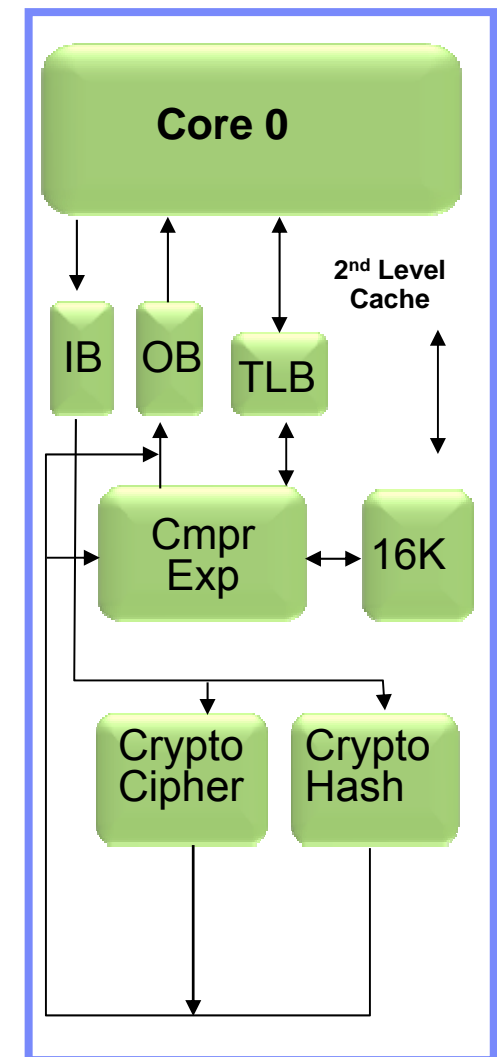 Core 0
2nd Level
Cache
IB
OB
TLB
Cmpr
Exp
16K
Crypto
Cipher
Crypto
Hash